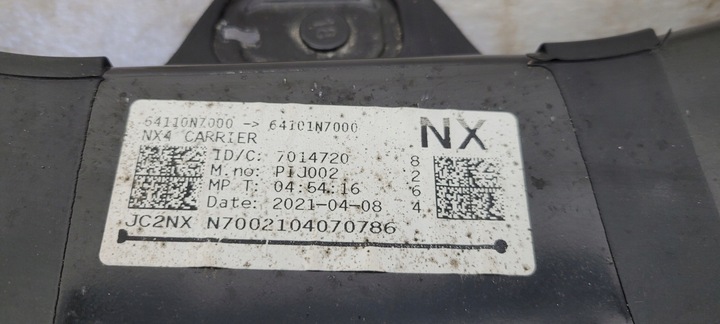 64110N7000 -> 64101N7000
NX4 CARRIER
NX
ID/C: 7014720
M.no: PIJ002
MP T: 04:54:16
Date: 2021-04-08
8
2
6
4
JC2NX N7002104070786